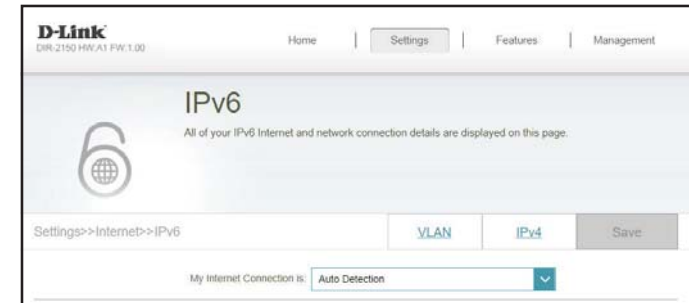 D-Link
DIR-2150 HW:A1 FW:1.00
Home | Settings | Features | Management
IPv6
All of your IPv6 Internet and network connection details are displayed on this page.
Settings>>Internet>>IPv6
VLAN
IPv4
Save
My Internet Connection is: Auto Detection